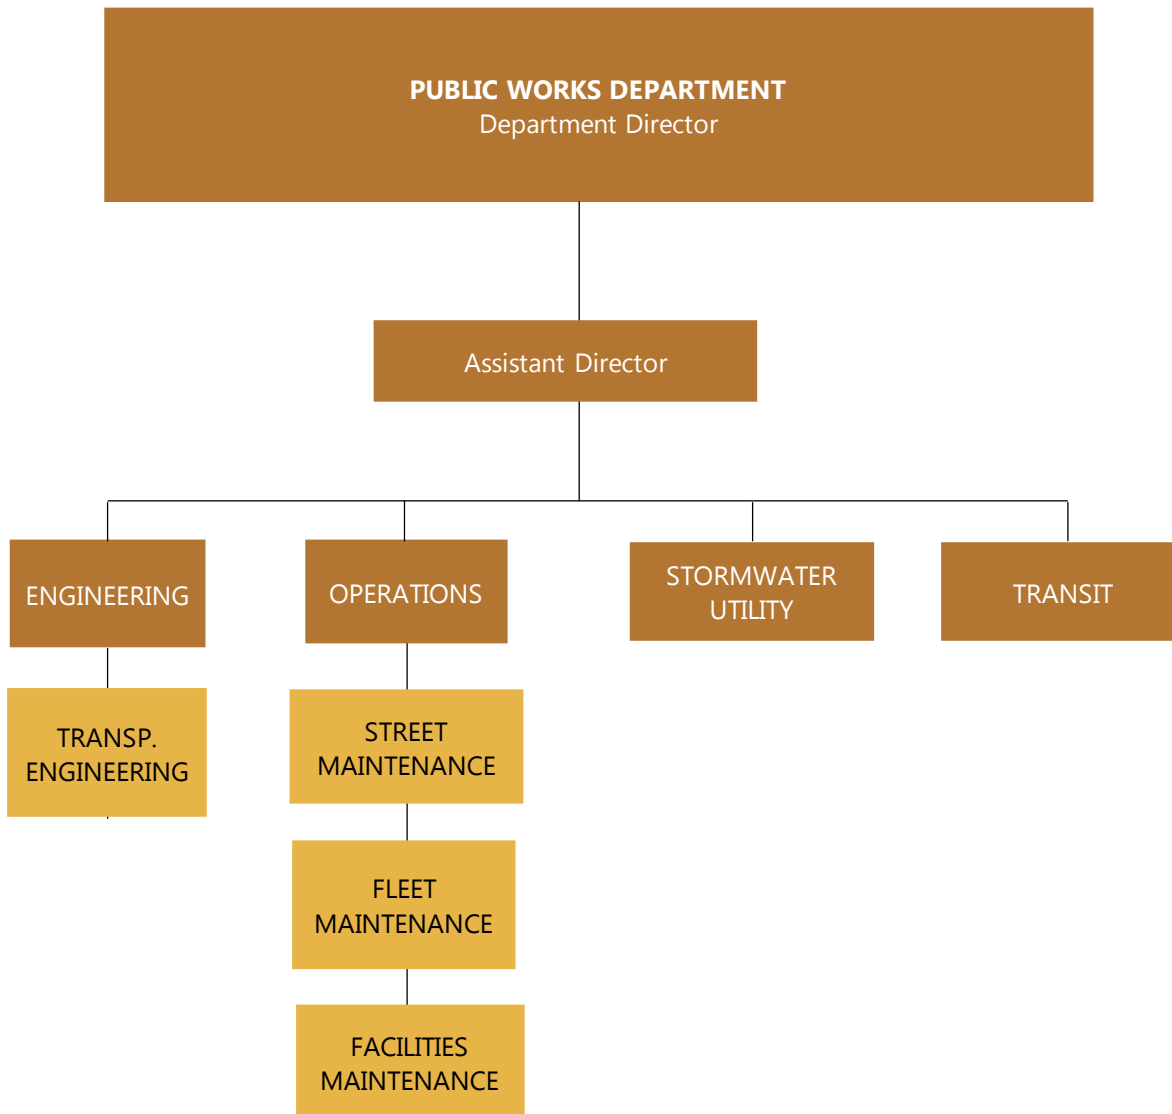 PUBLIC WORKS DEPARTMENT
Department Director
Assistant Director
ENGINEERING
OPERATIONS
STORMWATER
UTILITY
TRANSIT
TRANSP.
ENGINEERING
STREET
MAINTENANCE
FLEET
MAINTENANCE
FACILITIES
MAINTENANCE